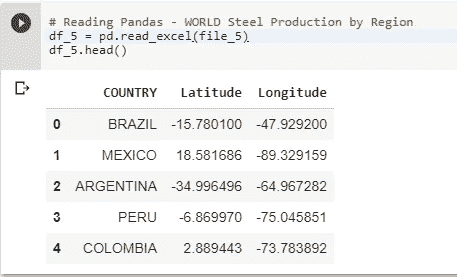 # Reading Pandas - WORLD Steel Production by Region
df_5 = pd.read_excel(file_5)
df_5.head()
COUNTRY Latitude Longitude
0 BRAZIL -15.780100 -47.929200
1 MEXICO 18.581686 -89.329159
2 ARGENTINA -34.996496 -64.967282
3 PERU -6.869970 -75.045851
4 COLOMBIA 2.889443 -73.783892